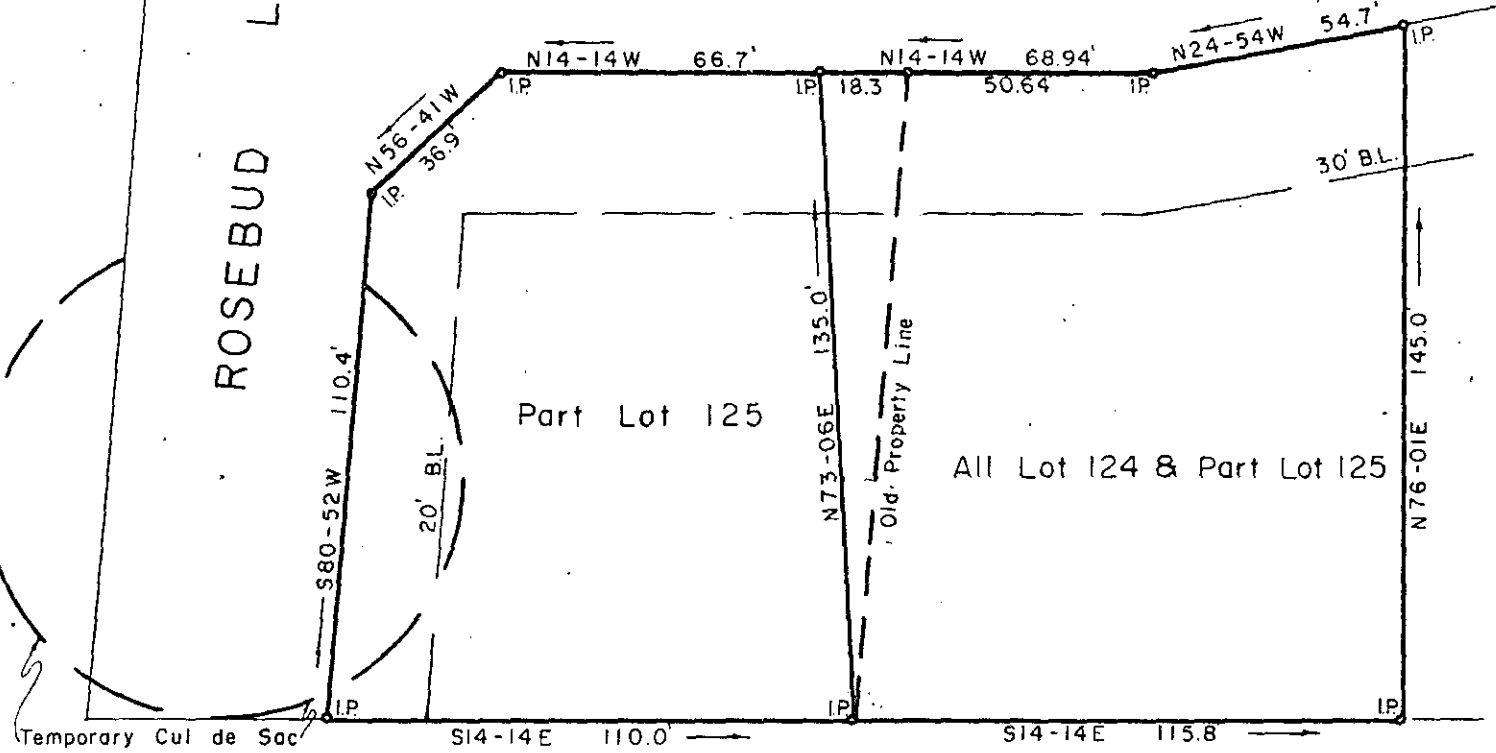 L
ROSEBUD
N14-14W 66.7'
N14-14W 68.94'
N24-54W 54.7'
I.P.
I.P.
I.P.
18.3'
50.64'
I.P.
N56-41W
36.9'
I.P.
30' B.L.
110.4'
S80-52W
20' B.L.
Part Lot 125
N73-06E 135.0'
Old Property Line
All Lot 124 & Part Lot 125
N76-01E 145.0'
I.P.
I.P.
I.P.
Temporary Cul de Sac
S14-14E 110.0'
S14-14E 115.8'